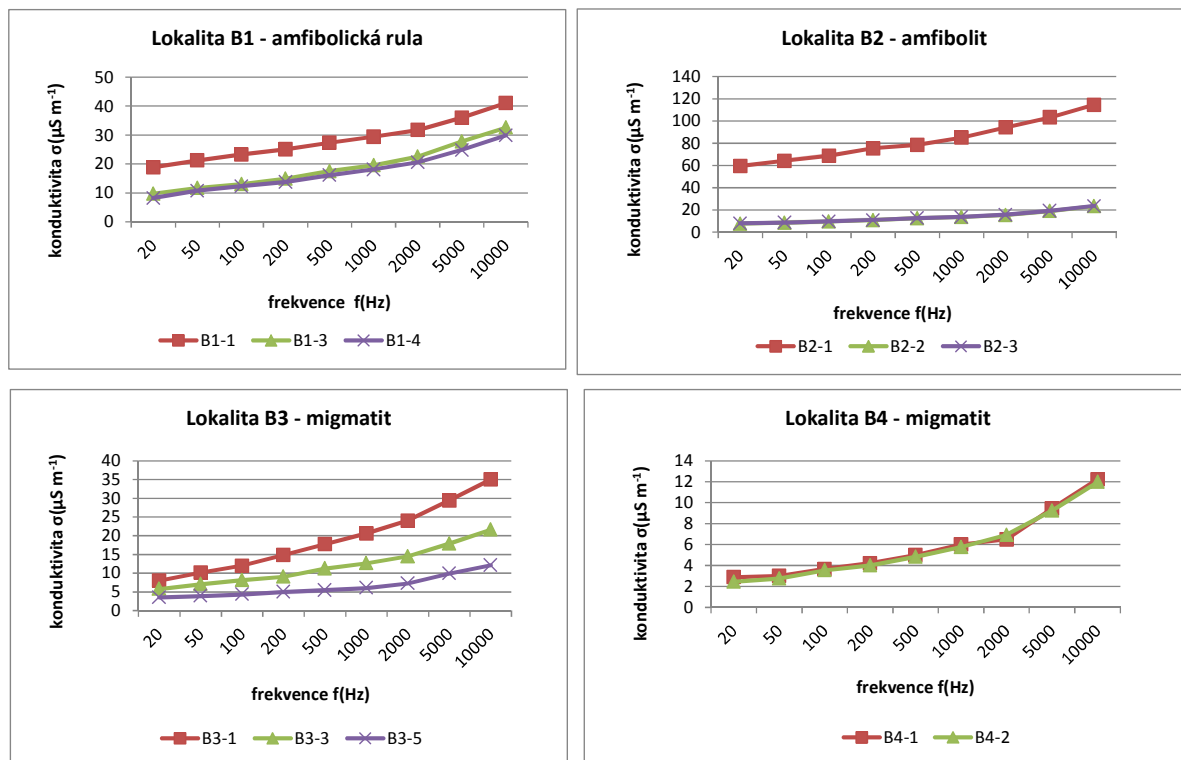 Lokalita B1 - amfibolická rula
konduktivita σ(µS m⁻¹)
50
40
30
20
10
0
20 50 100 200 500 1000 2000 5000 10000
frekvence f(Hz)
B1-1 B1-3 B1-4
Lokalita B2 - amfibolit
konduktivita σ(µS m⁻¹)
140
120
100
80
60
40
20
0
20 50 100 200 500 1000 2000 5000 10000
frekvence f(Hz)
B2-1 B2-2 B2-3
Lokalita B3 - migmatit
konduktivita σ(µS m⁻¹)
40
35
30
25
20
15
10
5
0
20 50 100 200 500 1000 2000 5000 10000
frekvence f(Hz)
B3-1 B3-3 B3-5
Lokalita B4 - migmatit
konduktivita σ(µS m⁻¹)
14
12
10
8
6
4
2
0
20 50 100 200 500 1000 2000 5000 10000
frekvence f(Hz)
B4-1 B4-2